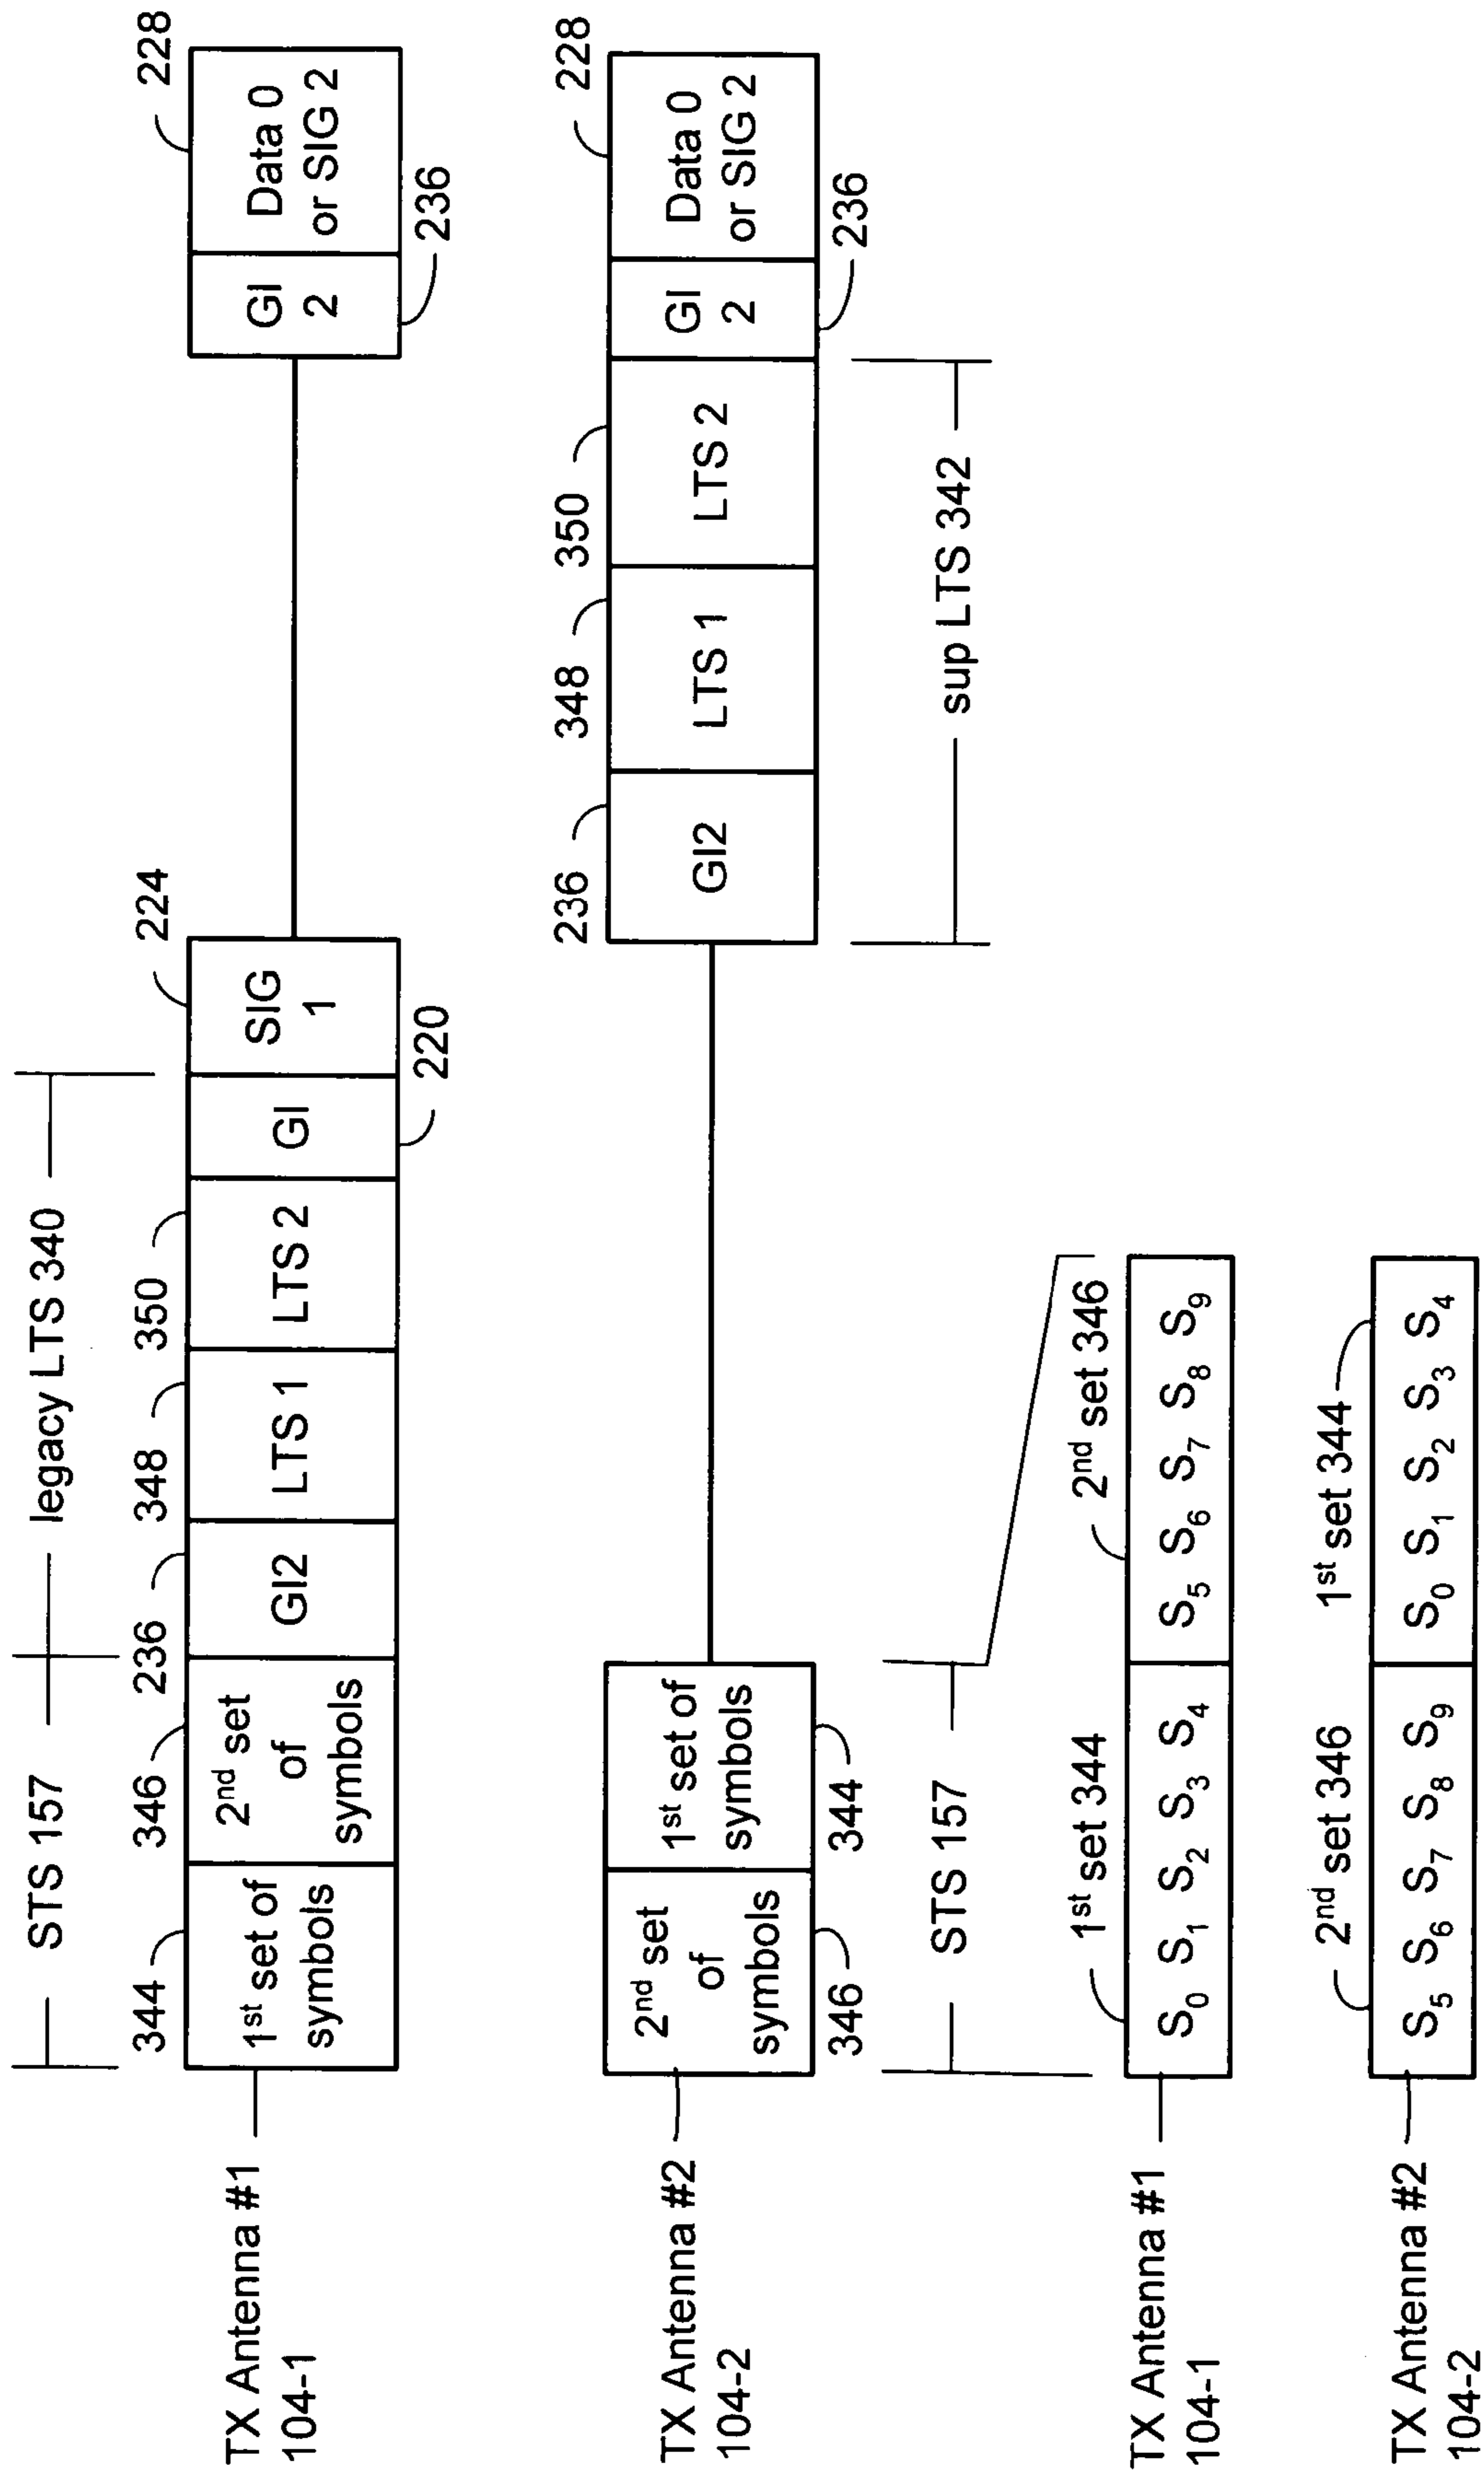 STS 157
legacy LTS 340
344
346
236
348
350
224
228
TX Antenna #1
104-1
1st set of
symbols
2nd set
of
symbols
GI2
LTS 1
LTS 2
GI
SIG
1
GI
2
Data 0
or SIG 2
220
236
236
348
350
228
TX Antenna #2
104-2
2nd set
of
symbols
1st set of
symbols
GI2
LTS 1
LTS 2
GI
2
Data 0
or SIG 2
346
344
236
STS 157
sup LTS 342
1st set 344
2nd set 346
TX Antenna #1
104-1
S0 S1 S2 S3 S4
S5 S6 S7 S8 S9
2nd set 346
1st set 344
TX Antenna #2
104-2
S5 S6 S7 S8 S9
S0 S1 S2 S3 S4